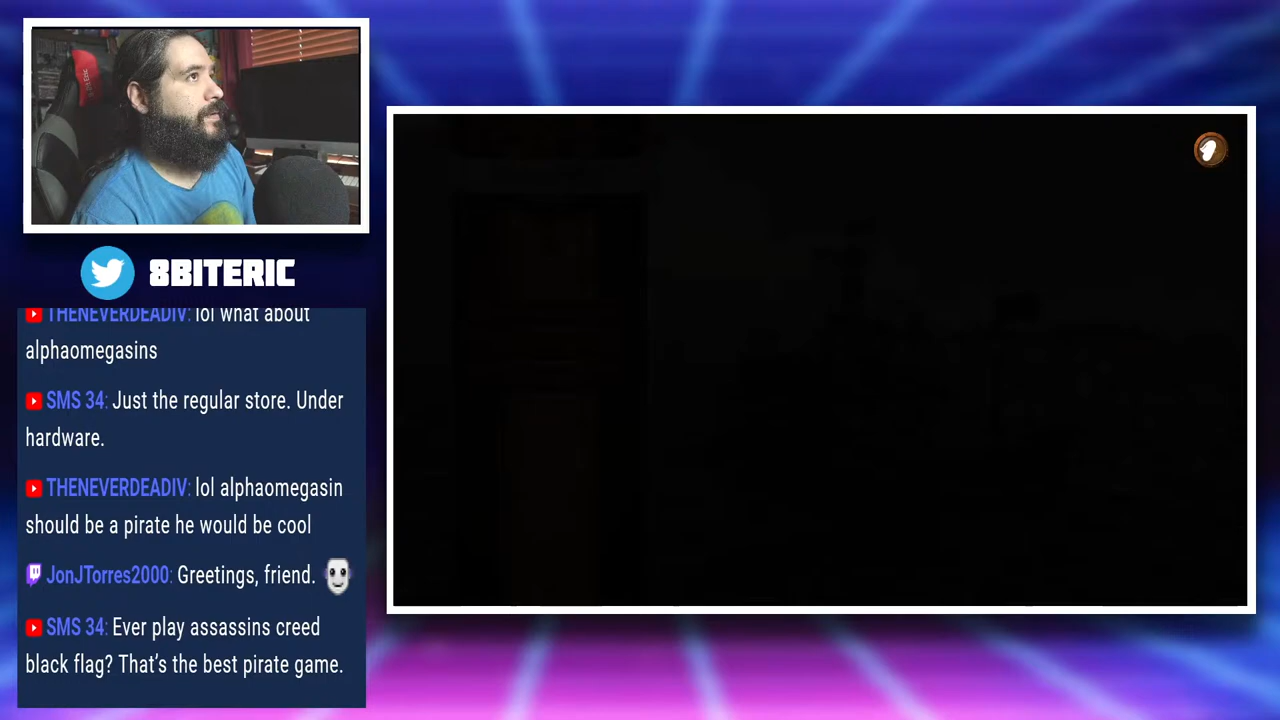 8BITERIC
THENEVERDEADIV: lol what about
alphaomegasins
SMS 34: Just the regular store. Under
hardware.
THENEVERDEADIV: lol alphaomegasin
should be a pirate he would be cool
JonJTorres2000: Greetings, friend.
SMS 34: Ever play assassins creed
black flag? That's the best pirate game.